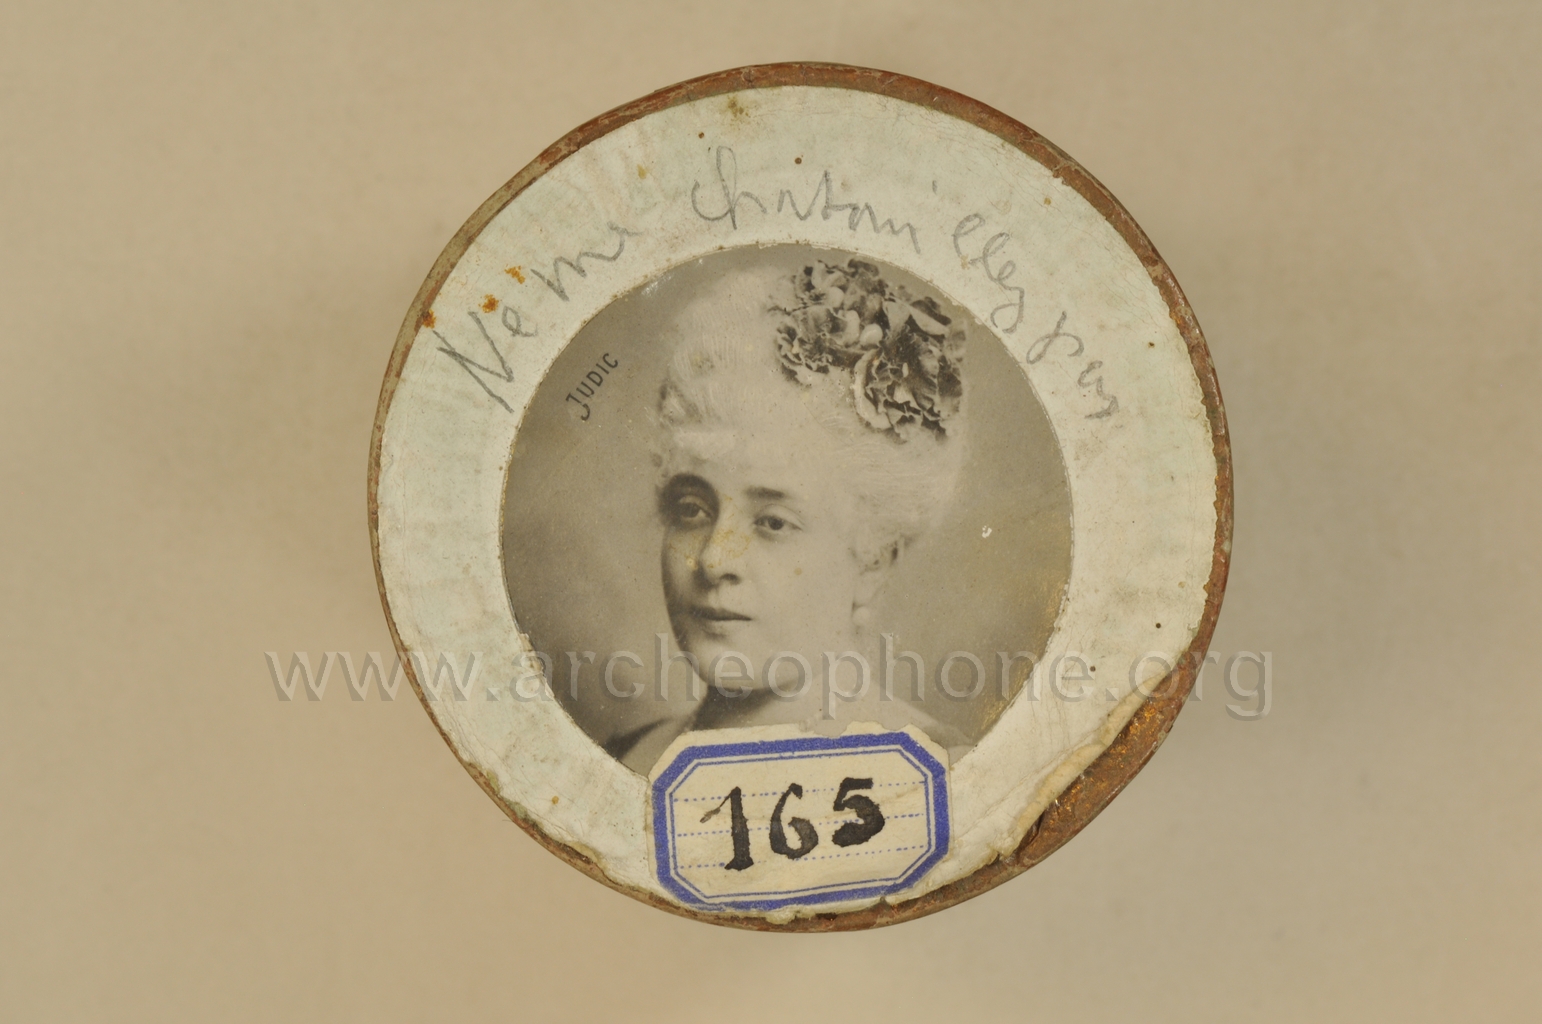 Ne me chatouillez pas
JUDIC
www.archeophone.org
165